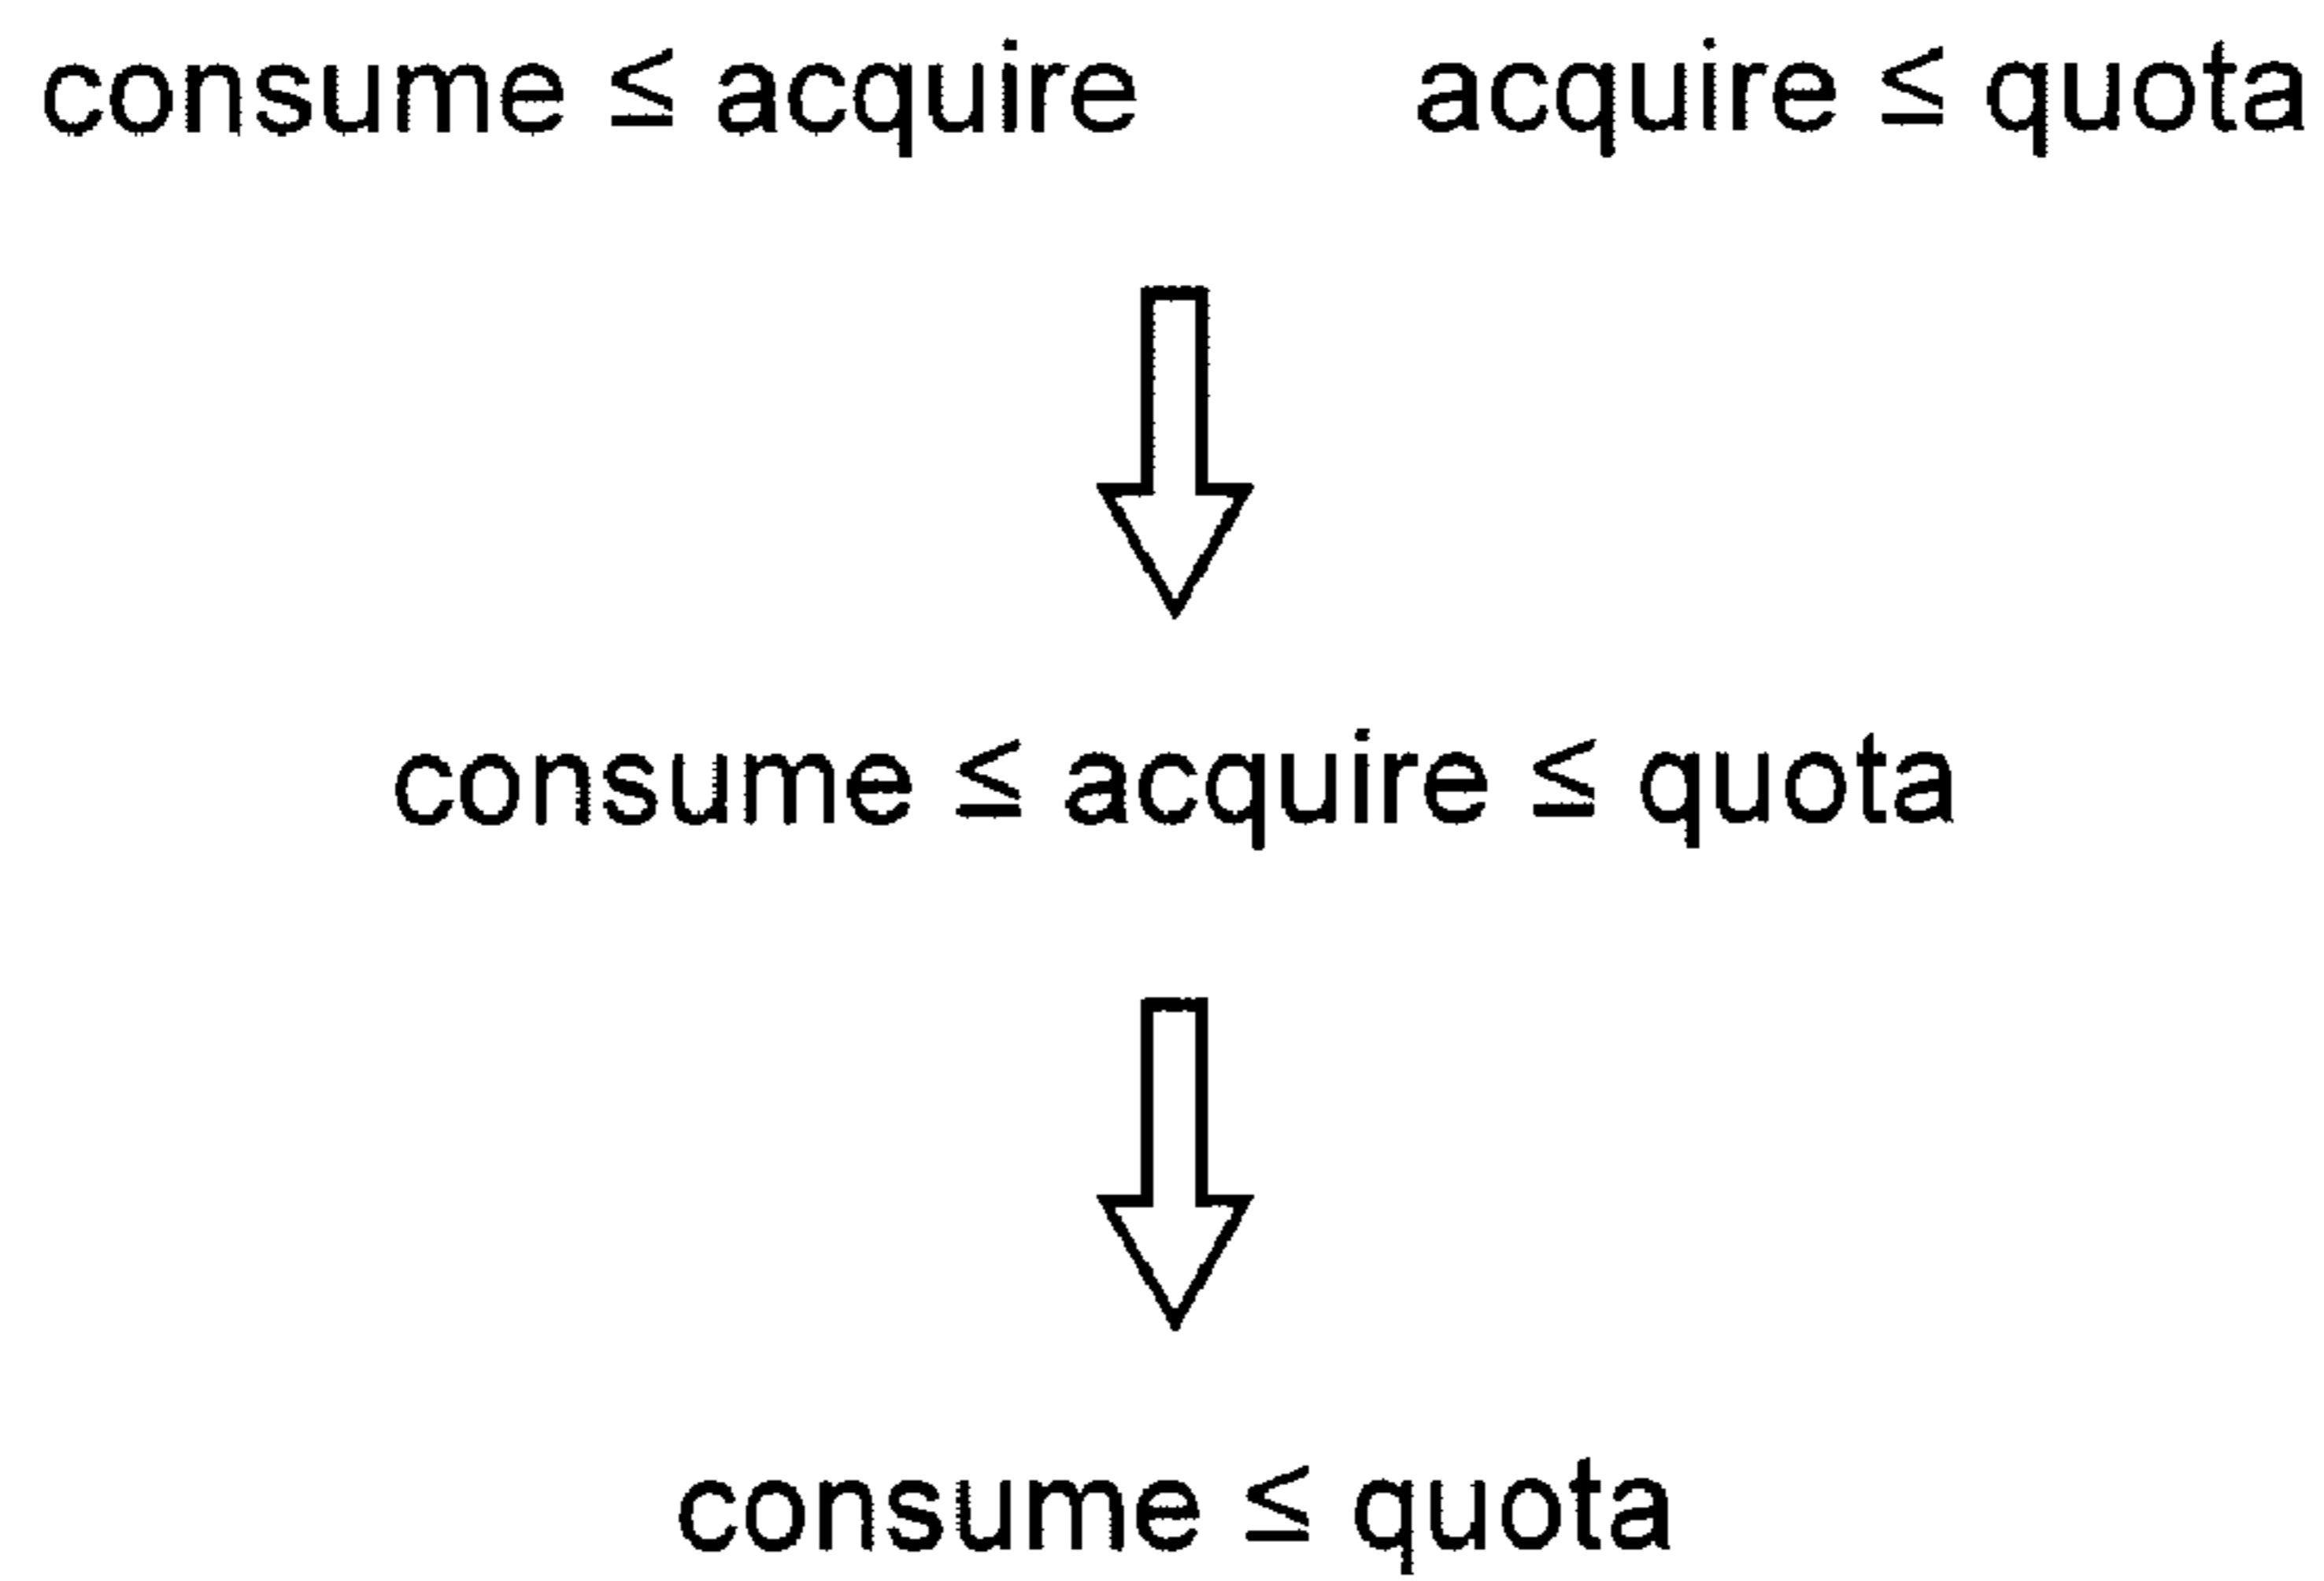 consume ≤ acquire acquire ≤ quota
consume ≤ acquire ≤ quota
consume ≤ quota